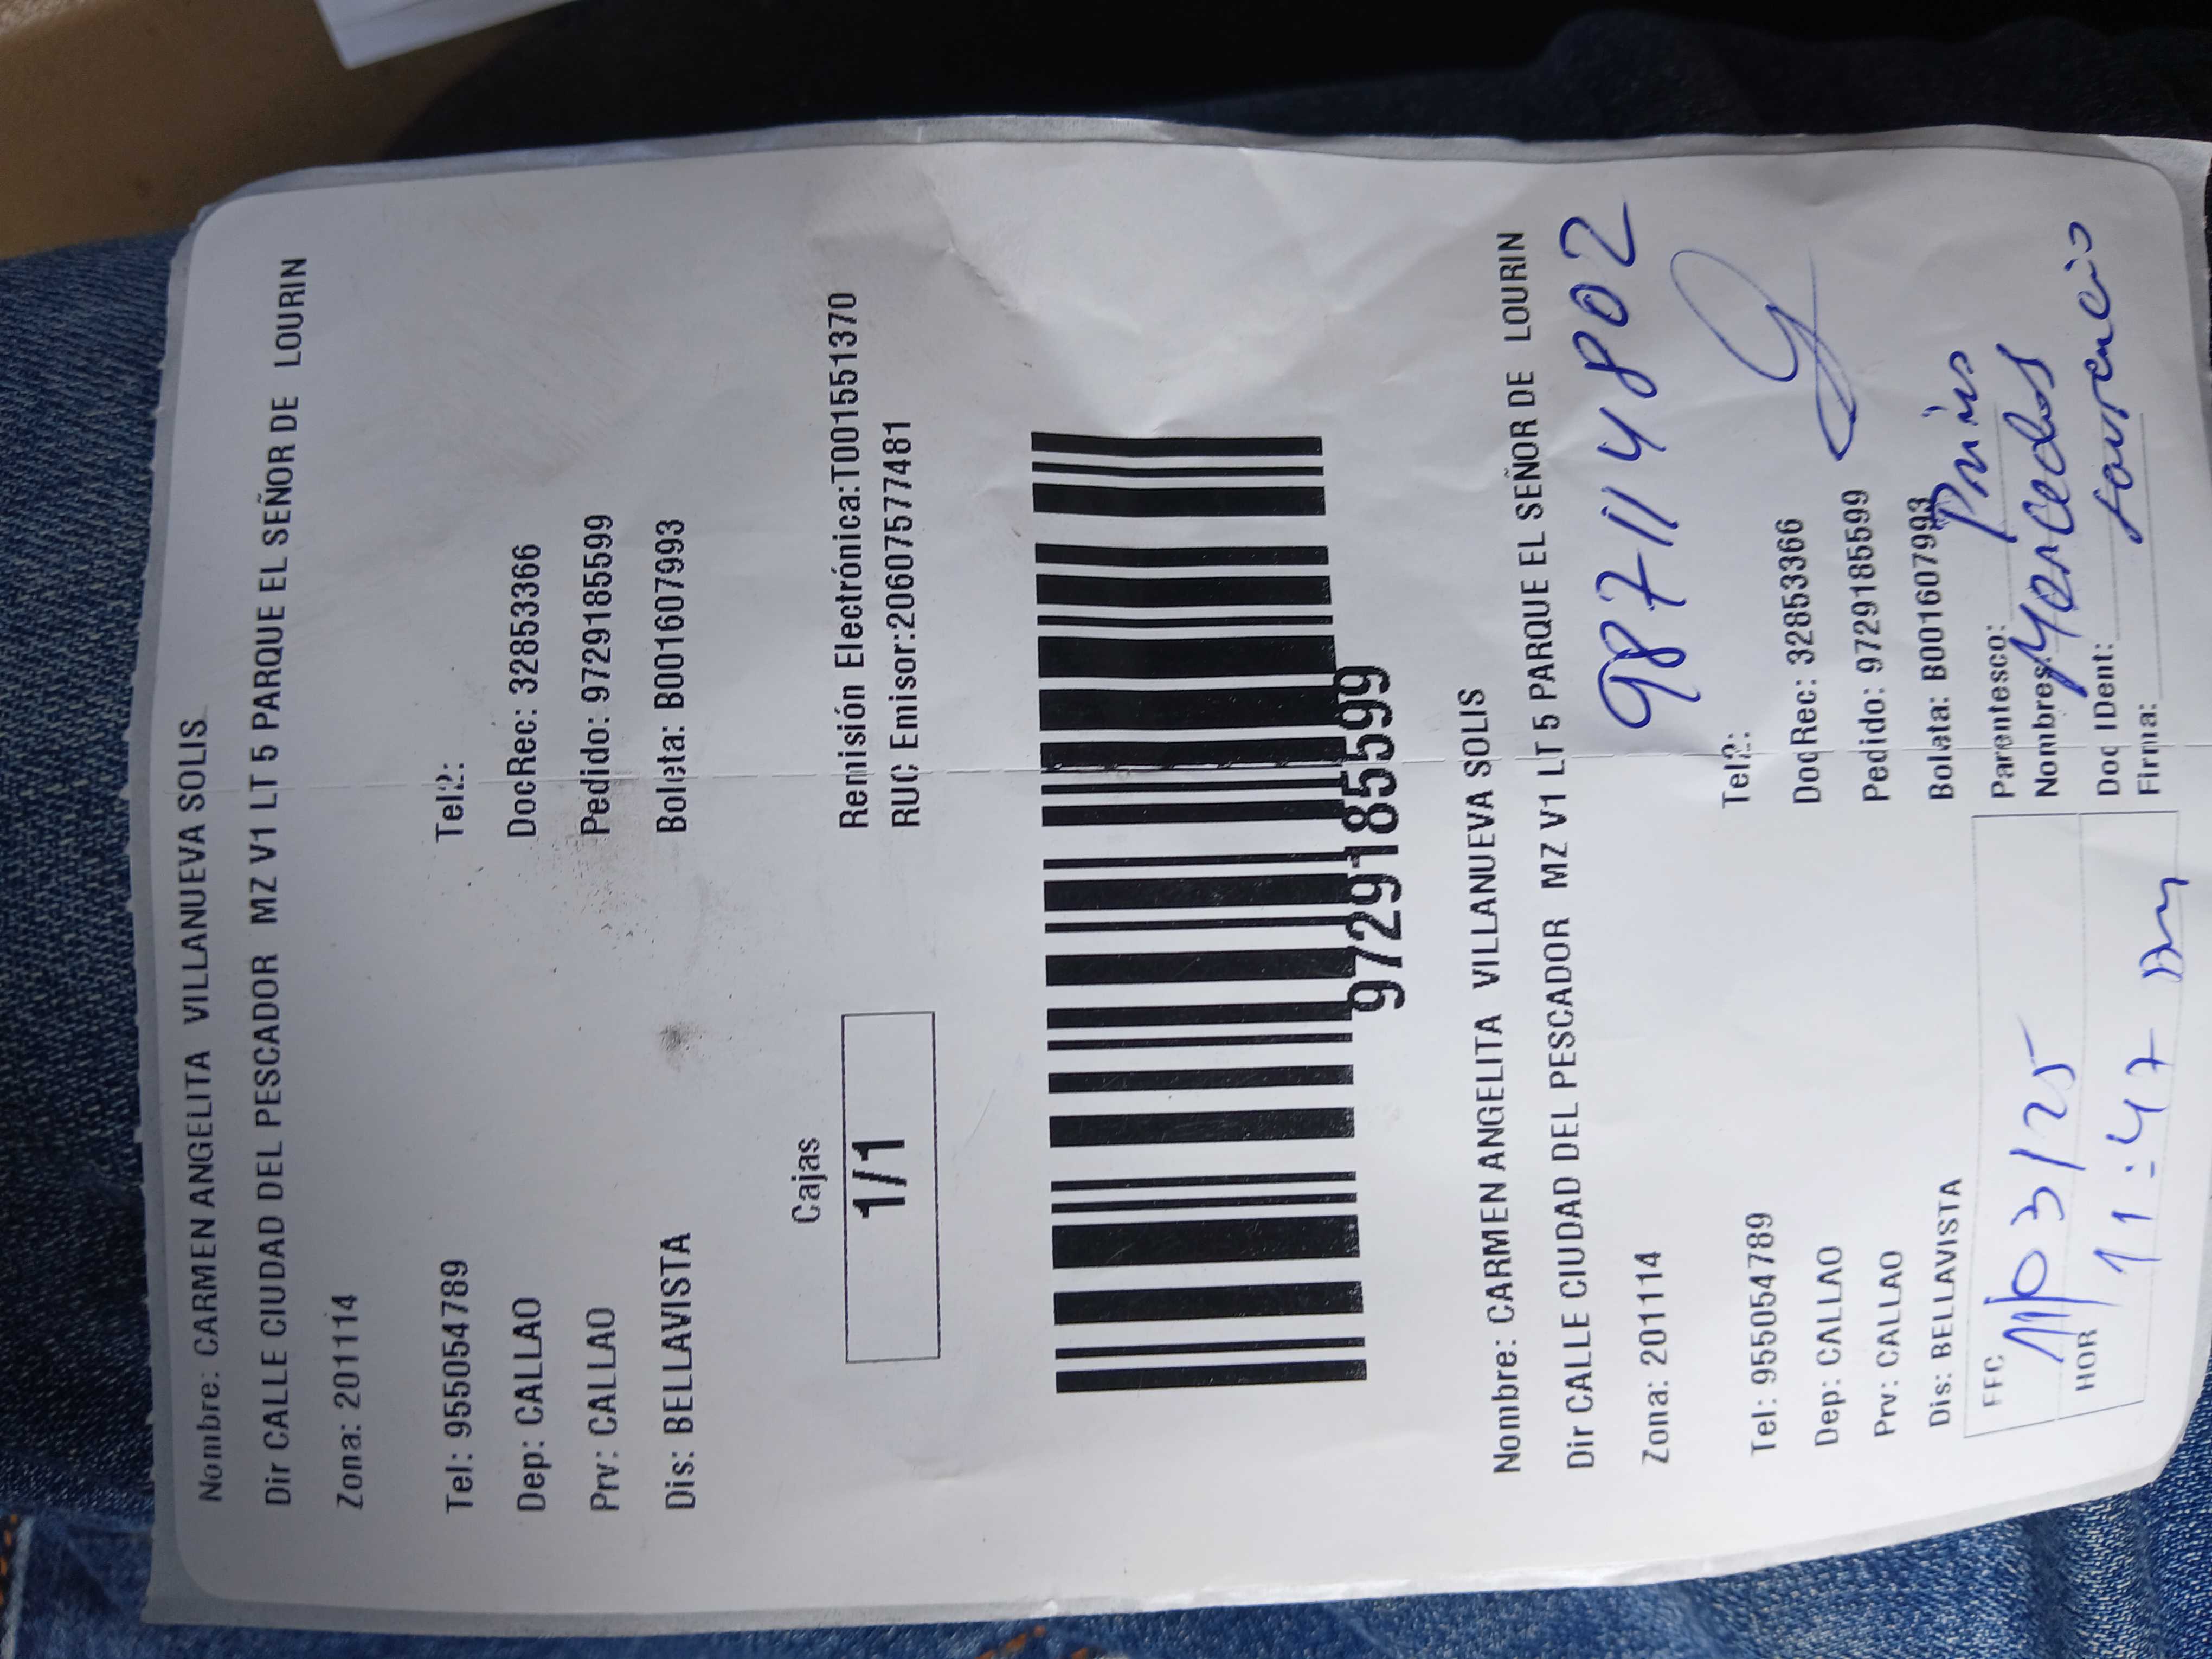 Nombre: CARMEN ANGELITA VILLANUEVA SOLIS
Dir CALLE CIUDAD DEL PESCADOR MZ V1 LT 5 PARQUE EL SEÑOR DE LOURIN
Zona: 201114
Tel: 955054789 Tel2:
Dep: CALLAO DocRec: 32853366
Prv: CALLAO Pedido: 9729185599
Dis: BELLAVISTA Boleta: B001607993
Cajas Remisión Electrónica:T001551370
1/1 RUC Emisor:20607577481
9729185599
Nombre: CARMEN ANGELITA VILLANUEVA SOLIS
Dir CALLE CIUDAD DEL PESCADOR MZ V1 LT 5 PARQUE EL SEÑOR DE LOURIN
Zona: 201114 987114802
Tel: 955054789 Tel2:
Dep: CALLAO DocRec: 32853366
Prv: CALLAO Pedido: 9729185599
Dis: BELLAVISTA Boleta: B001607993
FEC 11/03/25 Parentesco:
Nombres:
HOR 11:47 Doc IDent:
Firma: